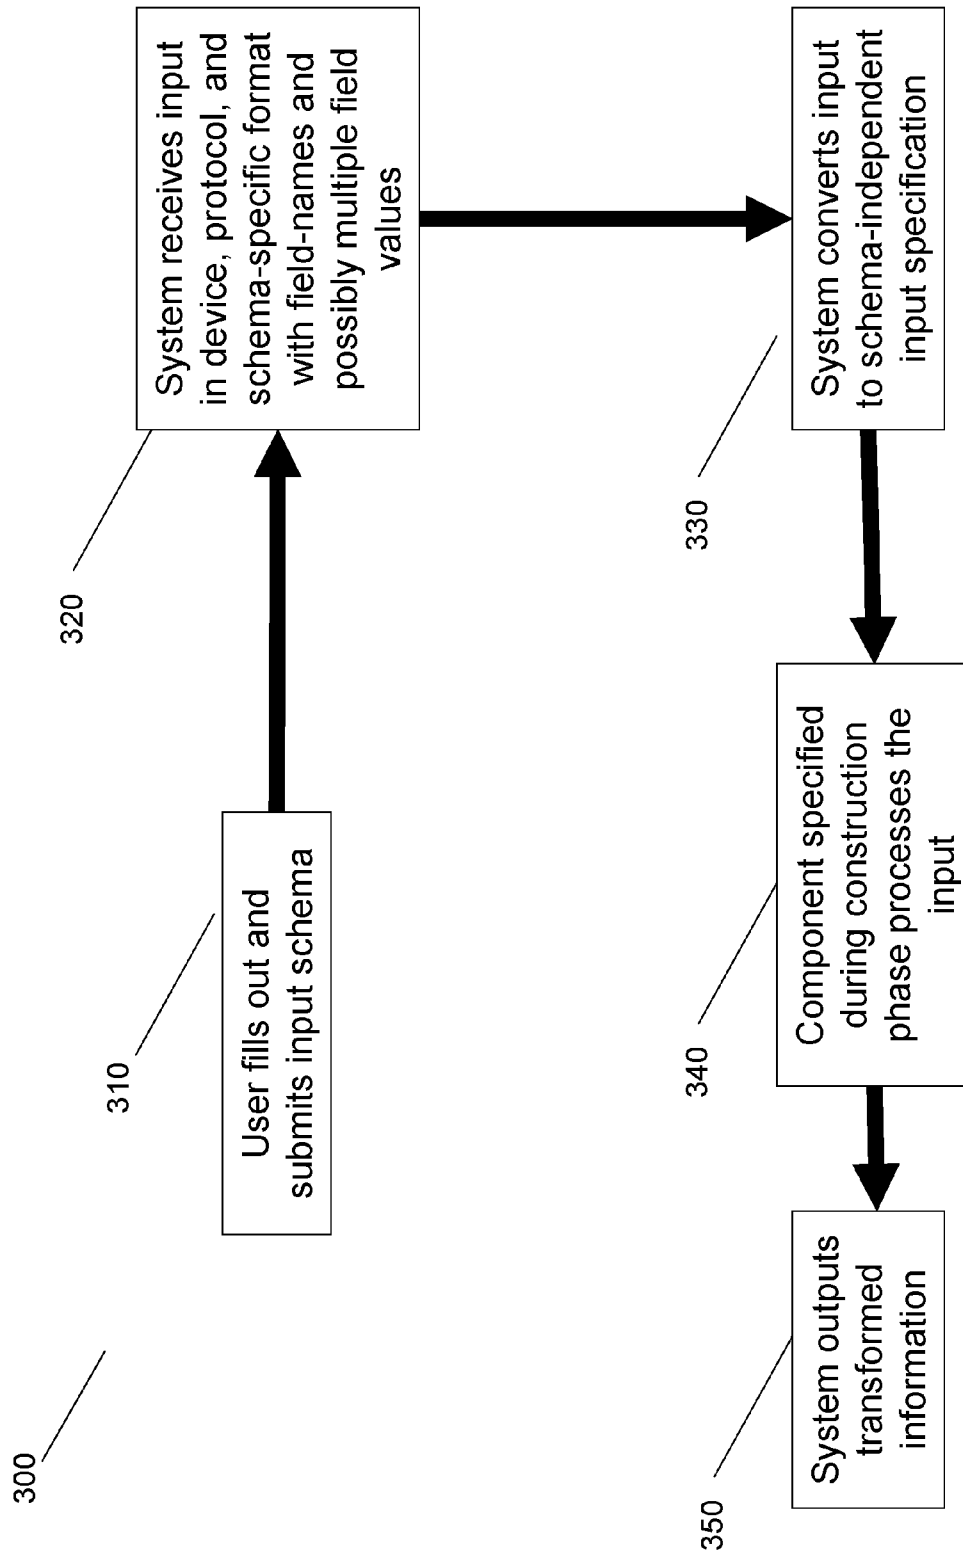 300
310
User fills out and
submits input schema
320
System receives input
in device, protocol, and
schema-specific format
with field-names and
possibly multiple field
values
330
System converts input
to schema-independent
input specification
340
Component specified
during construction
phase processes the
input
350
System outputs
transformed
information